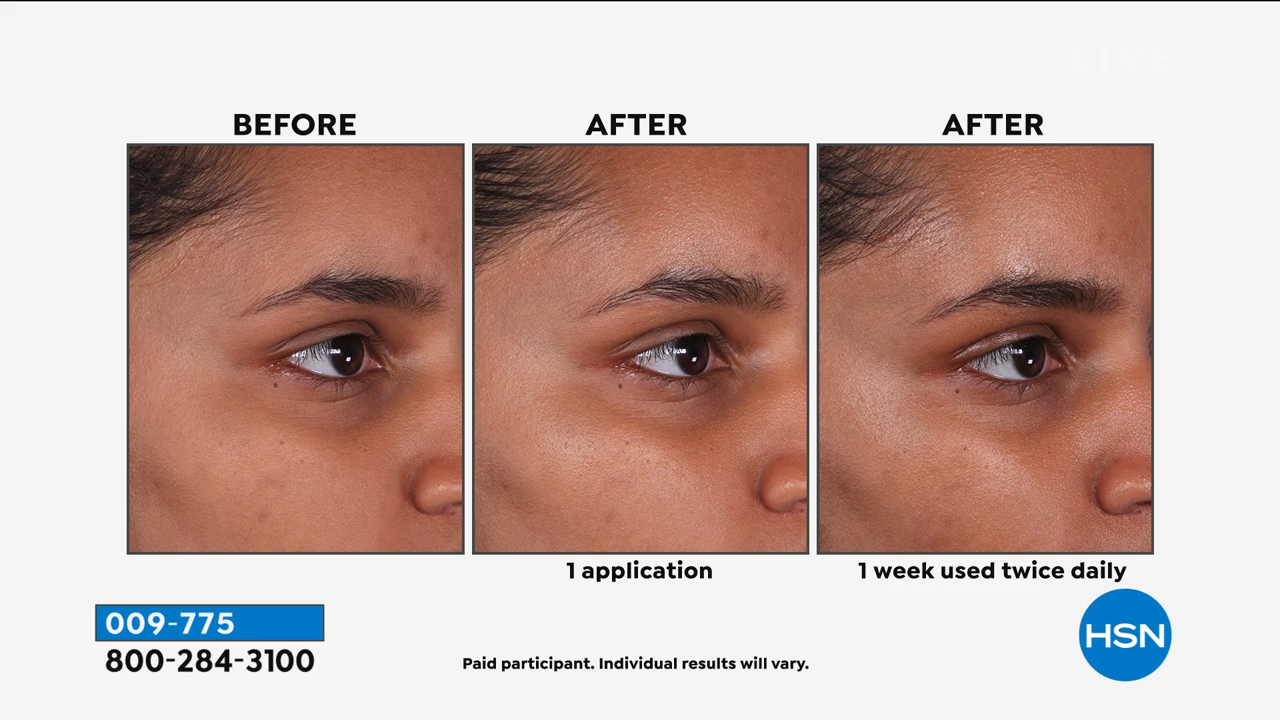 LIVE
BEFORE
AFTER
AFTER
1 application
1 week used twice daily
009-775
800-284-3100
Paid participant. Individual results will vary.
HSN